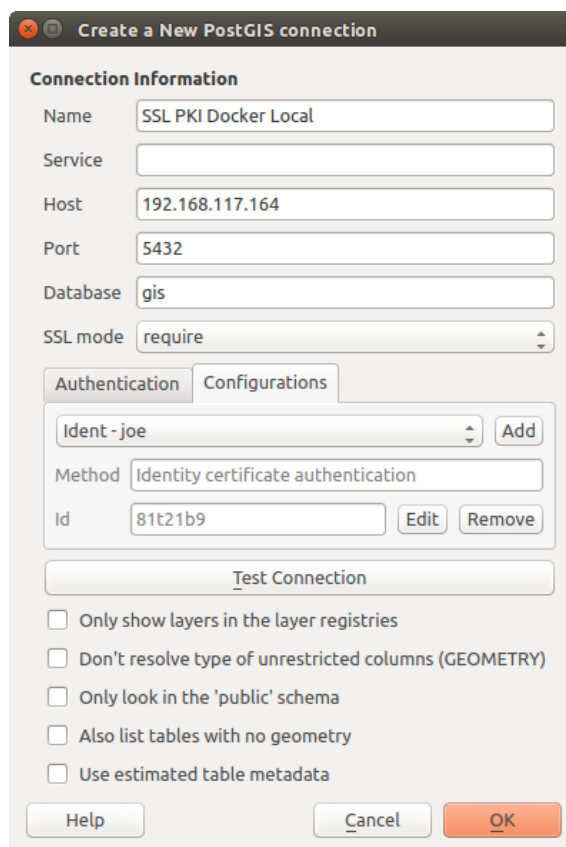 Create a New PostGIS connection
Connection Information
Name SSL PKI Docker Local
Service
Host 192.168.117.164
Port 5432
Database gis
SSL mode require
Authentication Configurations
Ident - joe Add
Method Identity certificate authentication
Id 81t21b9 Edit Remove
Test Connection
Only show layers in the layer registries
Don't resolve type of unrestricted columns (GEOMETRY)
Only look in the 'public' schema
Also list tables with no geometry
Use estimated table metadata
Help Cancel OK